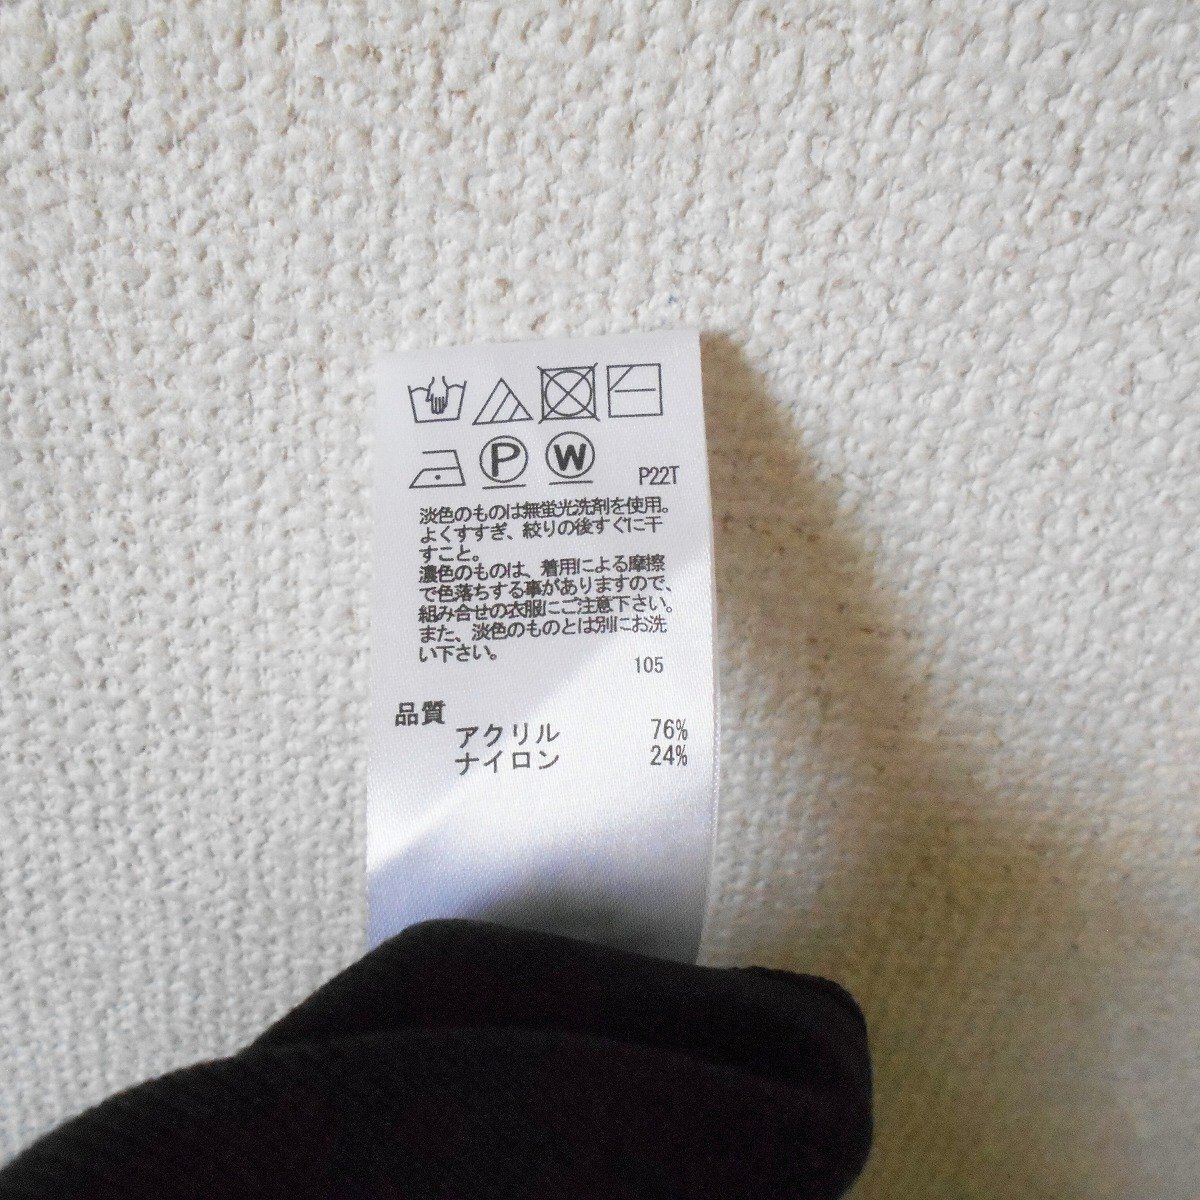 P W P22T
淡色のものは無蛍光洗剤を使用。
よくすすぎ、絞りの後すぐに干
すこと。
濃色のものは、着用による摩擦
で色落ちする事がありますので、
組み合せの衣服にご注意下さい。
また、淡色のものとは別にお洗
い下さい。
105
品質
アクリル 76%
ナイロン 24%